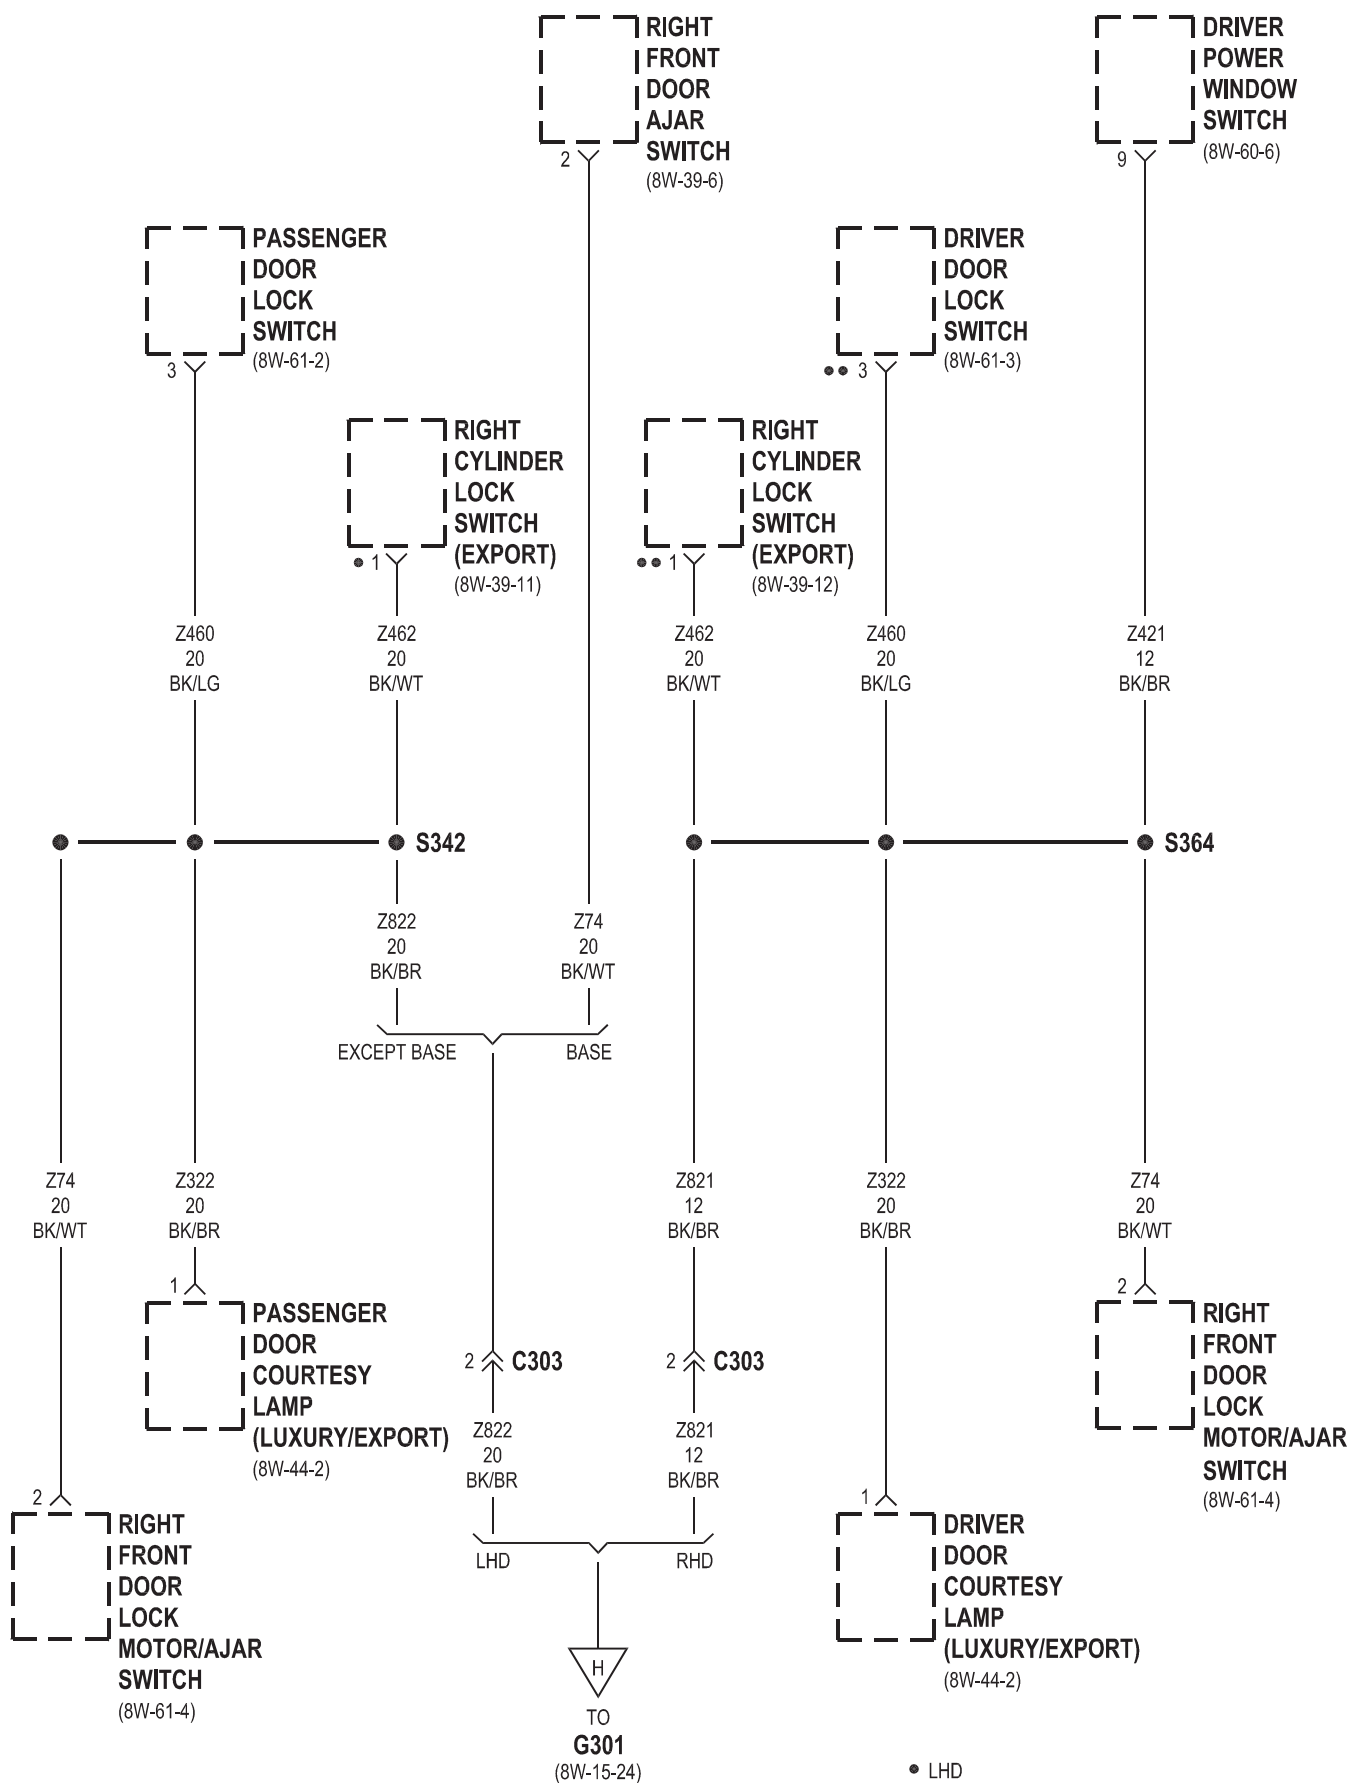 RIGHT
FRONT
DOOR
AJAR
SWITCH
(8W-39-6)
2
DRIVER
POWER
WINDOW
SWITCH
(8W-60-6)
9
PASSENGER
DOOR
LOCK
SWITCH
(8W-61-2)
3
DRIVER
DOOR
LOCK
SWITCH
(8W-61-3)
•• 3
RIGHT
CYLINDER
LOCK
SWITCH
(EXPORT)
(8W-39-11)
• 1
RIGHT
CYLINDER
LOCK
SWITCH
(EXPORT)
(8W-39-12)
•• 1
Z460
20
BK/LG
Z462
20
BK/WT
Z462
20
BK/WT
Z460
20
BK/LG
Z421
12
BK/BR
S342
S364
Z822
20
BK/BR
Z74
20
BK/WT
EXCEPT BASE
BASE
Z74
20
BK/WT
Z322
20
BK/BR
Z821
12
BK/BR
Z322
20
BK/BR
Z74
20
BK/WT
1
PASSENGER
DOOR
COURTESY
LAMP
(LUXURY/EXPORT)
(8W-44-2)
2 C303
2 C303
2
RIGHT
FRONT
DOOR
LOCK
MOTOR/AJAR
SWITCH
(8W-61-4)
Z822
20
BK/BR
Z821
12
BK/BR
LHD
RHD
2
RIGHT
FRONT
DOOR
LOCK
MOTOR/AJAR
SWITCH
(8W-61-4)
1
DRIVER
DOOR
COURTESY
LAMP
(LUXURY/EXPORT)
(8W-44-2)
H
TO
G301
(8W-15-24)
• LHD